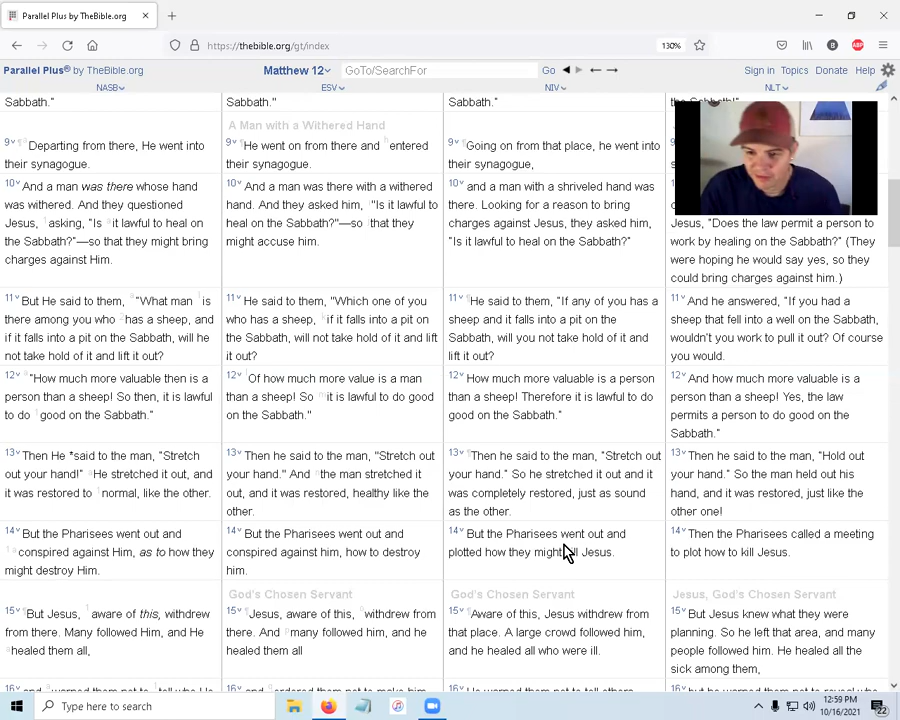 Parallel Plus by TheBible.org
https://thebible.org/gt/index
130%
Parallel Plus® by TheBible.org
Matthew 12
GoTo/SearchFor
Go
Sign in Topics Donate Help
NASB
ESV
NIV
NLT
Sabbath."
9 Departing from there, He went into
their synagogue.
10 And a man was there whose hand
was withered. And they questioned
Jesus, asking, "Is it lawful to heal on
the Sabbath?"—so that they might bring
charges against Him.
11 But He said to them, "What man is
there among you who has a sheep, and
if it falls into a pit on the Sabbath, will he
not take hold of it and lift it out?
12 "How much more valuable then is a
person than a sheep! So then, it is lawful
to do good on the Sabbath."
13 Then He *said to the man, "Stretch
out your hand!" He stretched it out, and
it was restored to normal, like the other.
14 But the Pharisees went out and
conspired against Him, as to how they
might destroy Him.
15 But Jesus, aware of this, withdrew
from there. Many followed Him, and He
healed them all,
Sabbath."
A Man with a Withered Hand
9 He went on from there and entered
their synagogue.
10 And a man was there with a withered
hand. And they asked him, "Is it lawful to
heal on the Sabbath?"—so that they
might accuse him.
11 He said to them, "Which one of you
who has a sheep, if it falls into a pit on
the Sabbath, will not take hold of it and lift
it out?
12 Of how much more value is a man
than a sheep! So it is lawful to do good
on the Sabbath."
13 Then he said to the man, "Stretch out
your hand." And the man stretched it
out, and it was restored, healthy like the
other.
14 But the Pharisees went out and
conspired against him, how to destroy
him.
God's Chosen Servant
15 Jesus, aware of this, withdrew from
there. And many followed him, and he
healed them all
Sabbath."
9 Going on from that place, he went into
their synagogue,
10 and a man with a shriveled hand was
there. Looking for a reason to bring
charges against Jesus, they asked him,
"Is it lawful to heal on the Sabbath?"
11 He said to them, "If any of you has a
sheep and it falls into a pit on the
Sabbath, will you not take hold of it and
lift it out?
12 How much more valuable is a person
than a sheep! Therefore it is lawful to do
good on the Sabbath."
13 Then he said to the man, "Stretch out
your hand." So he stretched it out and it
was completely restored, just as sound
as the other.
14 But the Pharisees went out and
plotted how they might Jesus.
God's Chosen Servant
15 Aware of this, Jesus withdrew from
that place. A large crowd followed him,
and he healed all who were ill.
Jesus, "Does the law permit a person to
work by healing on the Sabbath?" (They
were hoping he would say yes, so they
could bring charges against him.)
11 And he answered, "If you had a
sheep that fell into a well on the Sabbath,
wouldn't you work to pull it out? Of course
you would.
12 And how much more valuable is a
person than a sheep! Yes, the law
permits a person to do good on the
Sabbath."
13 Then he said to the man, "Hold out
your hand." So the man held out his
hand, and it was restored, just like the
other one!
14 Then the Pharisees called a meeting
to plot how to kill Jesus.
Jesus, God's Chosen Servant
15 But Jesus knew what they were
planning. So he left that area, and many
people followed him. He healed all the
sick among them,
Type here to search
12:59 PM
10/16/2021
22